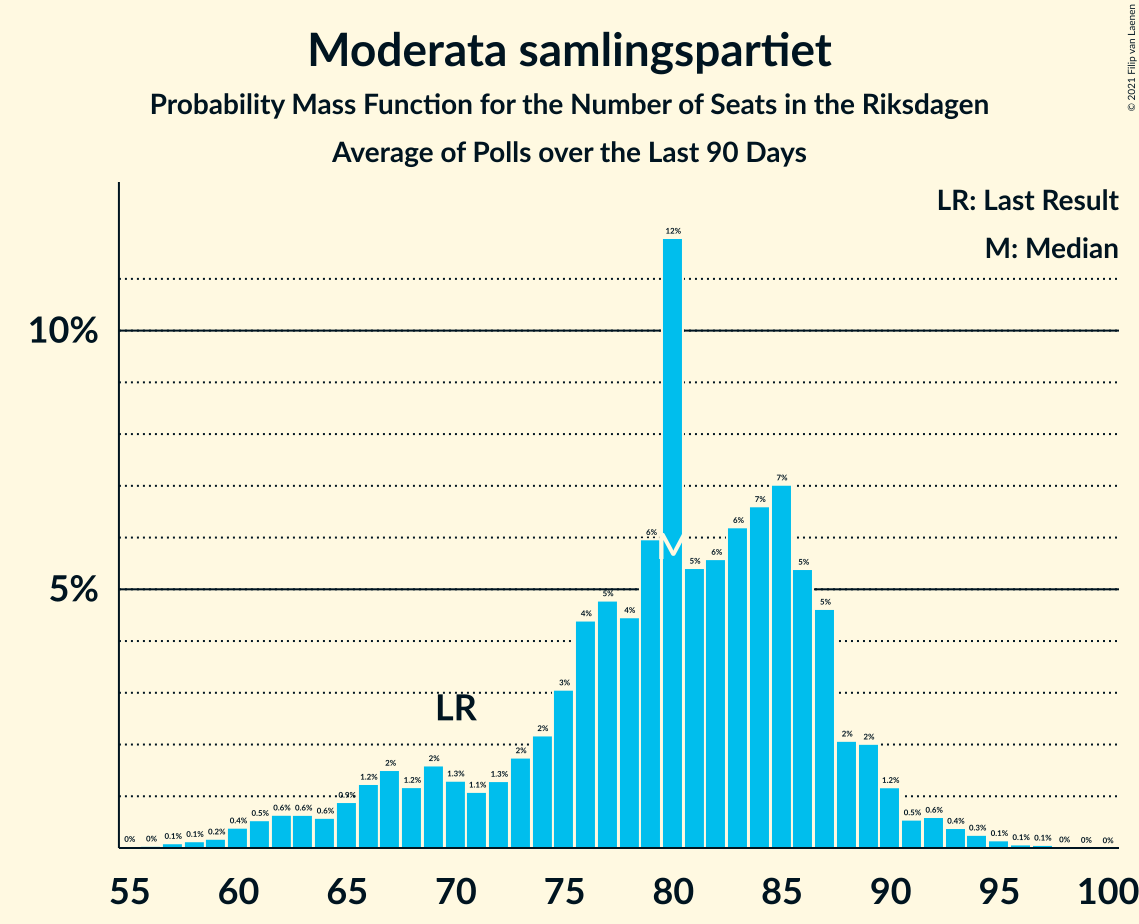 Moderata samlingspartiet
Probability Mass Function for the Number of Seats in the Riksdagen
Average of Polls over the Last 90 Days
© 2021 Filip van Laenen
LR: Last Result
M: Median
10%
5%
0% 0% 0.1% 0.1% 0.2% 0.4% 0.5% 0.6% 0.6% 0.6% 0.9% 1.2% 2% 1.2% 2% 1.3% 1.1% 1.3% 2% 2% 3% 4% 5% 4% 6% 12% 5% 6% 6% 7% 7% 5% 5% 2% 2% 1.2% 0.5% 0.6% 0.4% 0.3% 0.1% 0.1% 0.1% 0% 0% 0%
M
LR
55 60 65 70 75 80 85 90 95 100